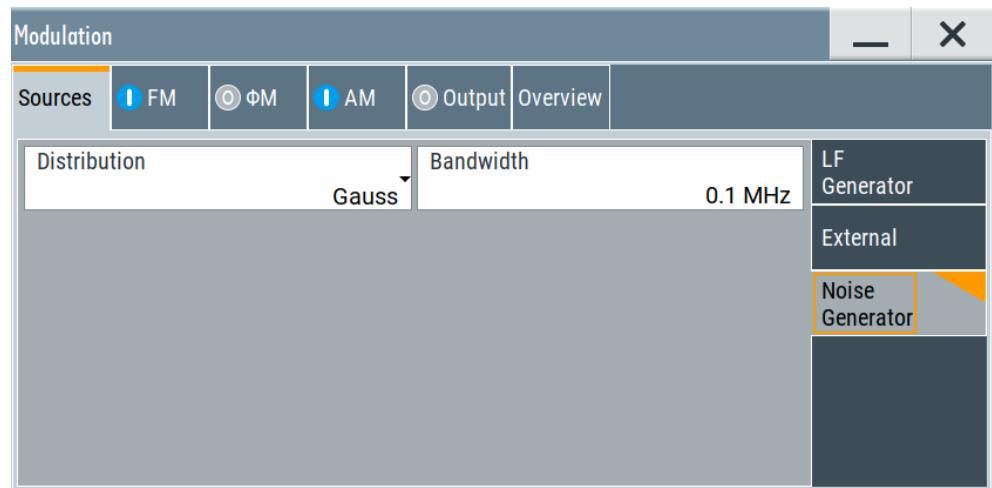 Modulation
Sources FM ΦM AM Output Overview
Distribution
Gauss
Bandwidth
0.1 MHz
LF
Generator
External
Noise
Generator